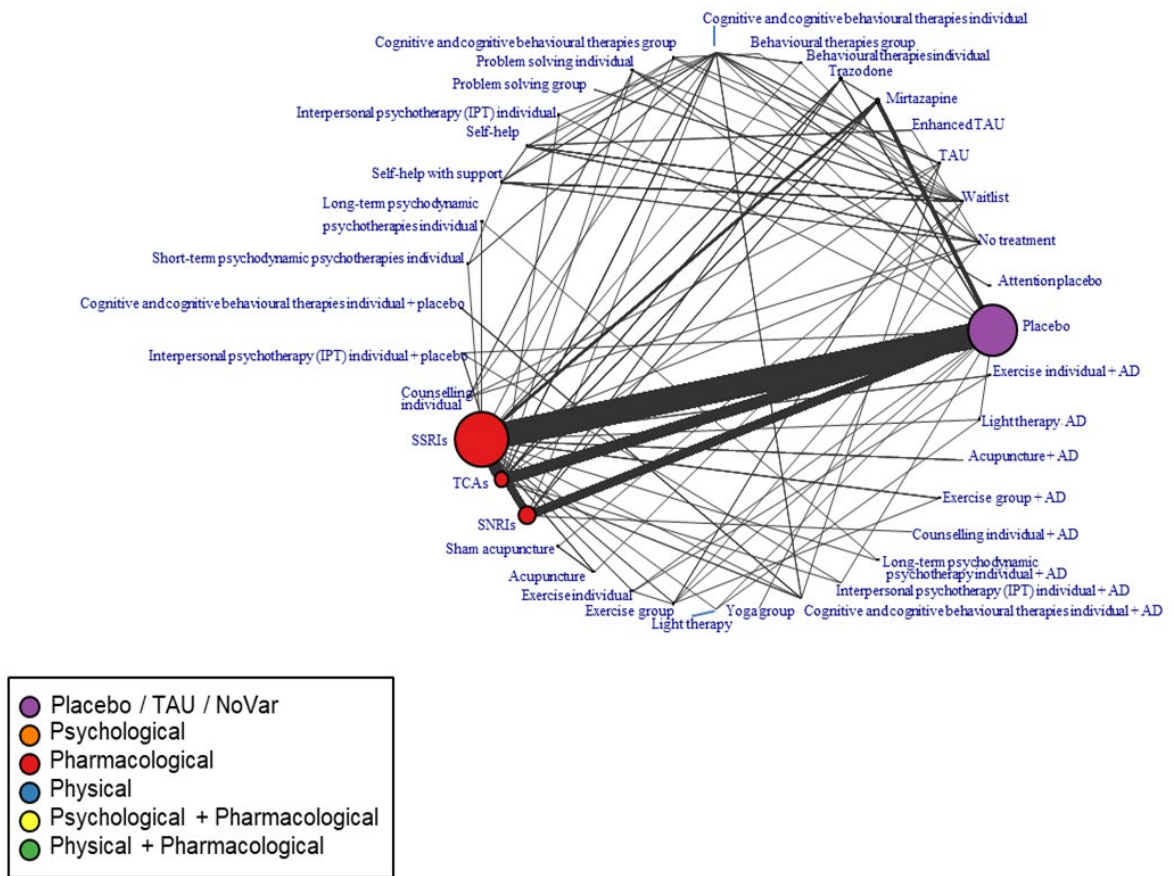 Cognitive and cognitive behavioural therapies individual
Cognitive and cognitive behavioural therapies group
Behavioural therapies group
Problem solving individual
Behavioural therapies individual
Trazodone
Problem solving group
Mirtazapine
Interpersonal psychotherapy (IPT) individual
Enhanced TAU
Self-help
TAU
Self-help with support
Waitlist
Long-term psychodynamic
psychotherapies individual
No treatment
Short-term psychodynamic psychotherapies individual
Attention placebo
Cognitive and cognitive behavioural therapies individual + placebo
Placebo
Interpersonal psychotherapy (IPT) individual + placebo
Exercise individual + AD
Counselling
individual
Light therapy. AD
SSRIs
Acupuncture + AD
TCAs
Exercise group + AD
SNRIs
Counselling individual + AD
Sham acupuncture
Long-term psychodynamic
psychotherapy individual + AD
Acupuncture
Interpersonal psychotherapy (IPT) individual + AD
Exercise individual
Exercise group
Yoga group
Cognitive and cognitive behavioural therapies individual + AD
Light therapy
Placebo / TAU / NoVar
Psychological
Pharmacological
Physical
Psychological + Pharmacological
Physical + Pharmacological